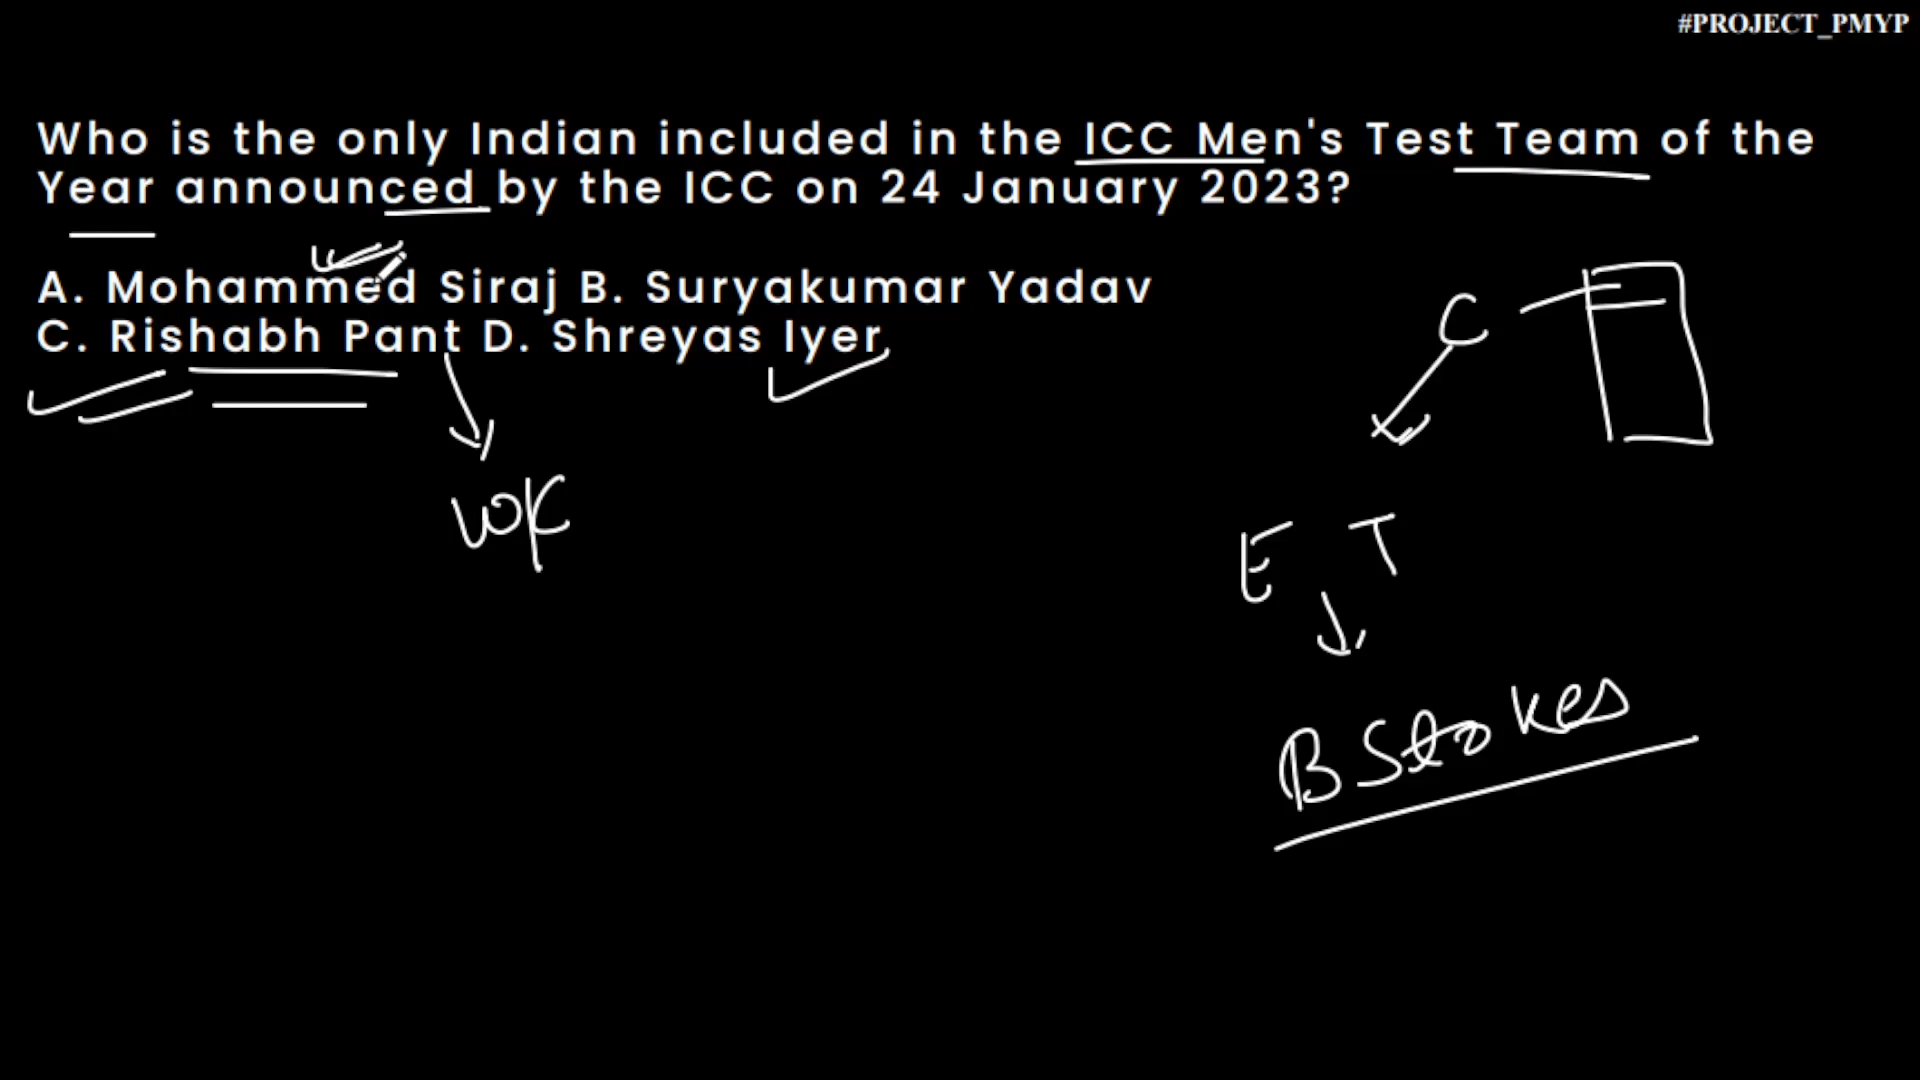 #PROJECT_PMYP
Who is the only Indian included in the ICC Men's Test Team of the
Year announced by the ICC on 24 January 2023?
A. Mohammed Siraj B. Suryakumar Yadav
C. Rishabh Pant D. Shreyas Iyer
C
WK
E T
B Stokes